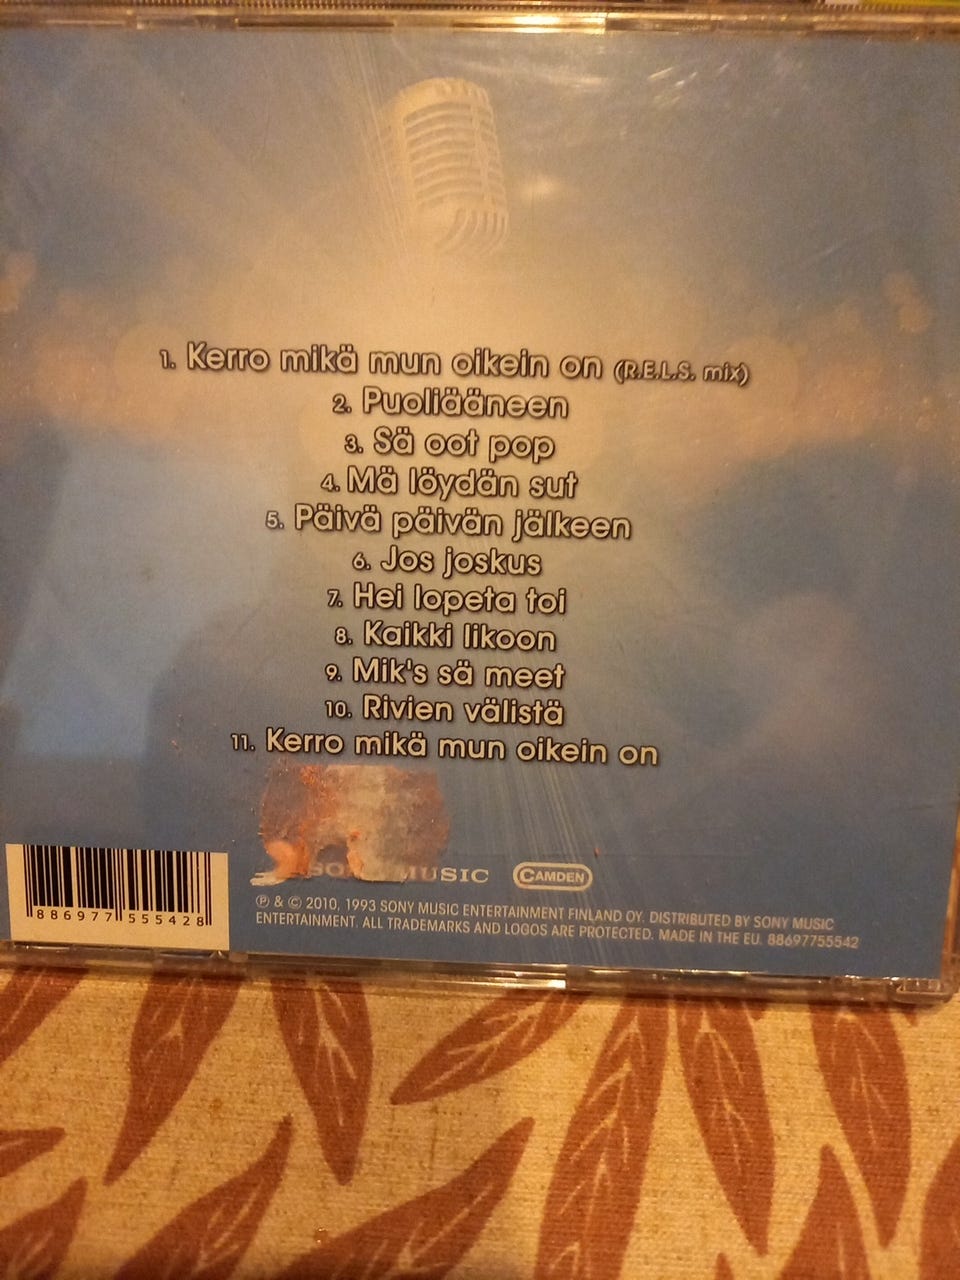 1. Kerro mikä mun oikein on (R.E.L.S. mix)
2. Puoliääneen
3. Sä oot pop
4. Mä löydän sut
5. Päivä päivän jälkeen
6. Jos joskus
7. Hei lopeta toi
8. Kaikki likoon
9. Mik's sä meet
10. Rivien välistä
11. Kerro mikä mun oikein on
SONY MUSIC CAMDEN
℗ & © 2010, 1993 SONY MUSIC ENTERTAINMENT FINLAND OY. DISTRIBUTED BY SONY MUSIC
ENTERTAINMENT. ALL TRADEMARKS AND LOGOS ARE PROTECTED. MADE IN THE EU. 88697755542
886977555428